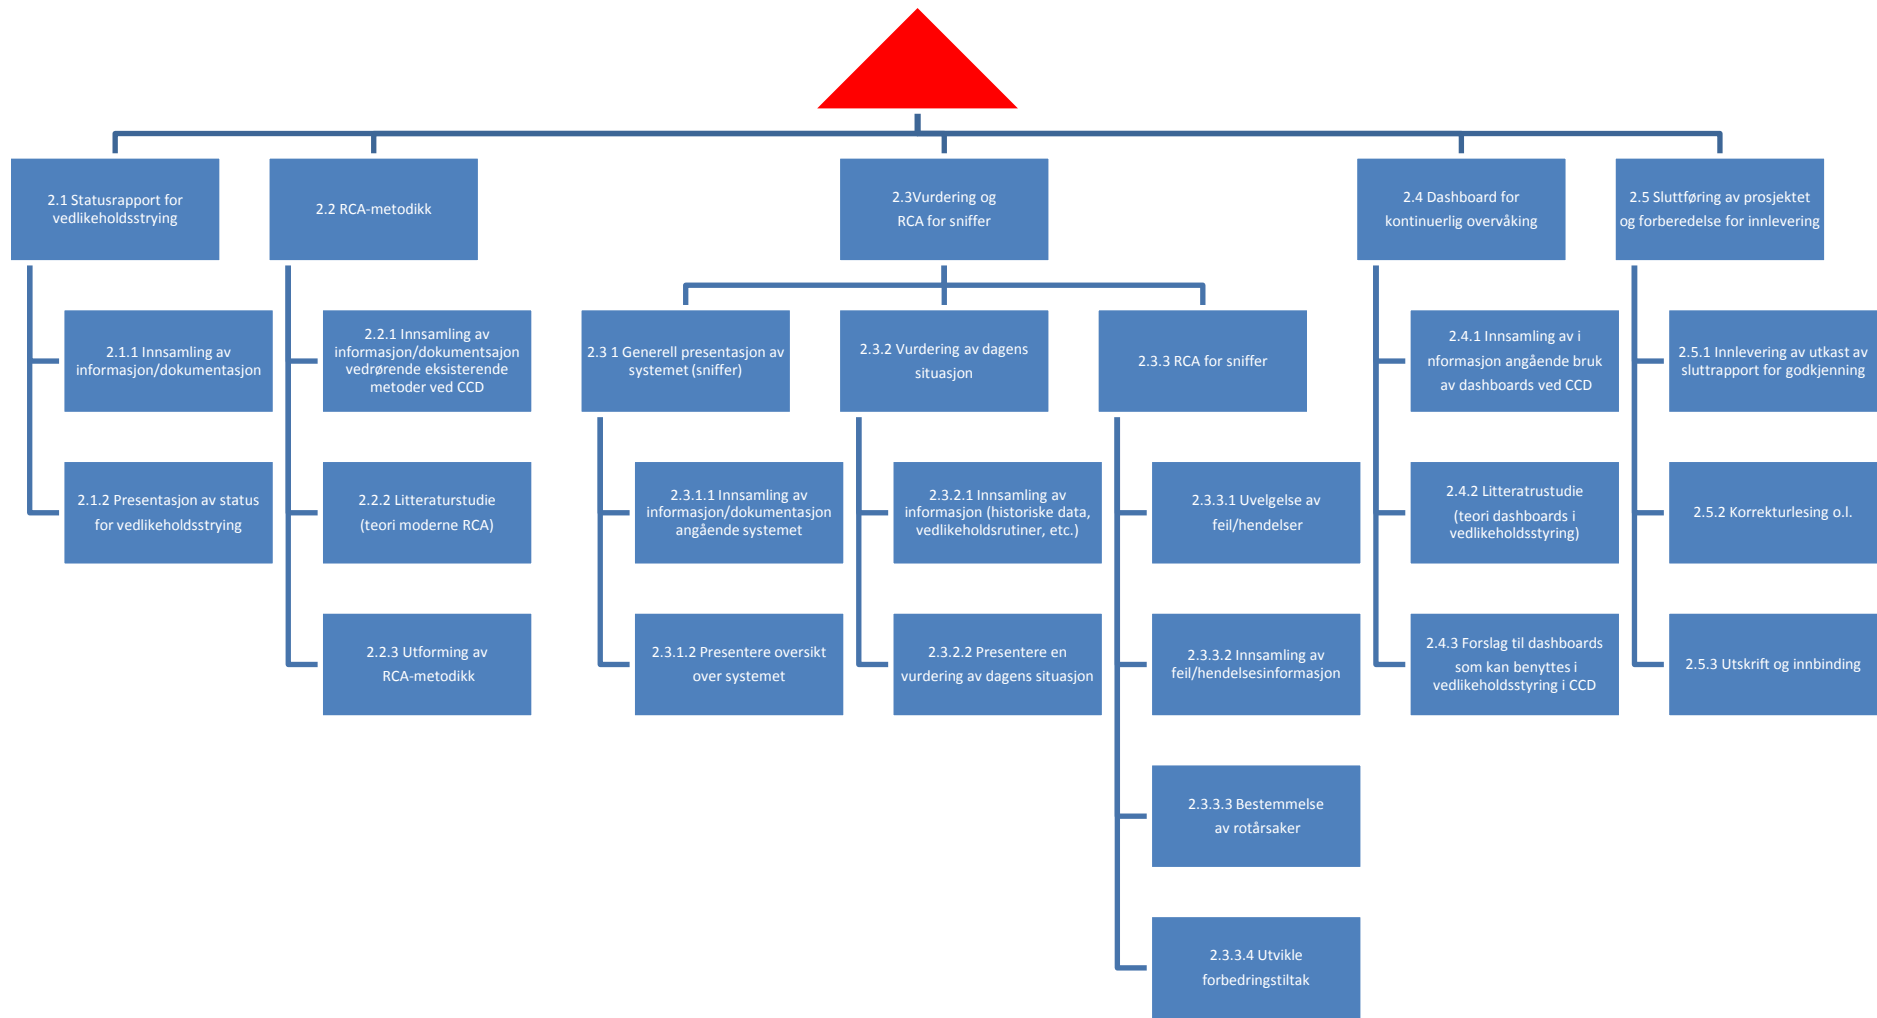 2.1 Statusrapport for
vedlikeholdsstrying
2.2 RCA-metodikk
2.3Vurdering og
RCA for sniffer
2.4 Dashboard for
kontinuerlig overvåking
2.5 Sluttføring av prosjektet
og forberedelse for innlevering
2.1.1 Innsamling av
informasjon/dokumentasjon
2.2.1 Innsamling av
informasjon/dokumentsajon
vedrørende eksisterende
metoder ved CCD
2.3 1 Generell presentasjon av
systemet (sniffer)
2.3.2 Vurdering av dagens
situasjon
2.3.3 RCA for sniffer
2.4.1 Innsamling av i
nformasjon angående bruk
av dashboards ved CCD
2.5.1 Innlevering av utkast av
sluttrapport for godkjenning
2.1.2 Presentasjon av status
for vedlikeholdsstrying
2.2.2 Litteraturstudie
(teori moderne RCA)
2.3.1.1 Innsamling av
informasjon/dokumentasjon
angående systemet
2.3.2.1 Innsamling av
informasjon (historiske data,
vedlikeholdsrutiner, etc.)
2.3.3.1 Uvelgelse av
feil/hendelser
2.4.2 Litteratrustudie
(teori dashboards i
vedlikeholdsstyring)
2.5.2 Korrekturlesing o.l.
2.2.3 Utforming av
RCA-metodikk
2.3.1.2 Presentere oversikt
over systemet
2.3.2.2 Presentere en
vurdering av dagens situasjon
2.3.3.2 Innsamling av
feil/hendelsesinformasjon
2.4.3 Forslag til dashboards
som kan benyttes i
vedlikeholdsstyring i CCD
2.5.3 Utskrift og innbinding
2.3.3.3 Bestemmelse
av rotårsaker
2.3.3.4 Utvikle
forbedringstiltak